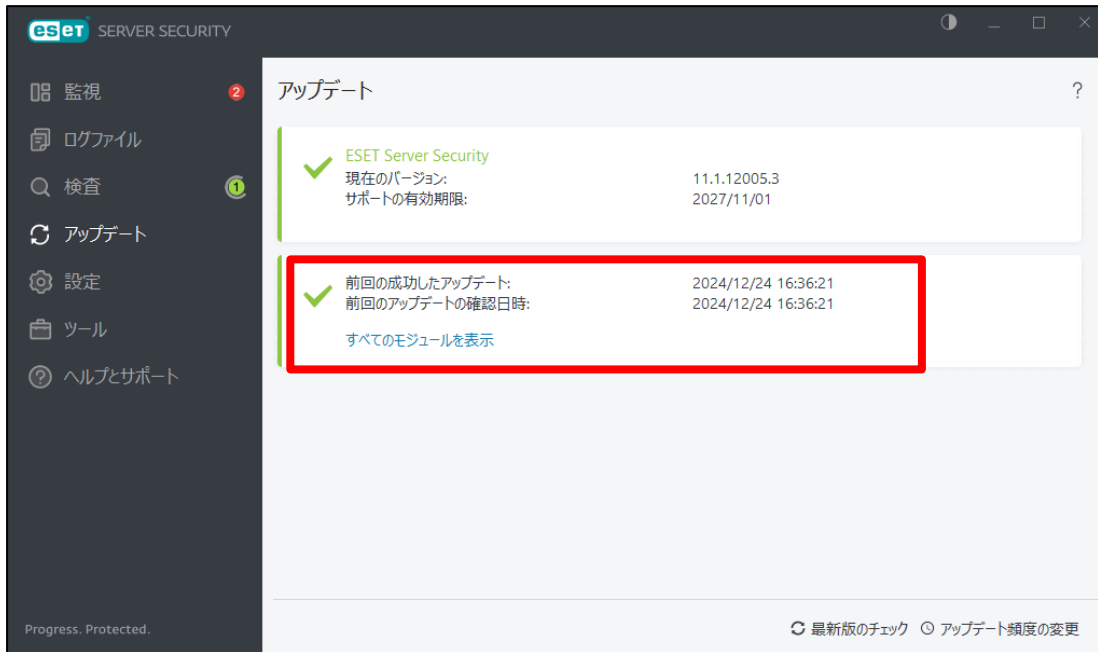 eset SERVER SECURITY
監視 2
ログファイル
検査 1
アップデート
設定
ツール
ヘルプとサポート
Progress. Protected.
アップデート ?
ESET Server Security
現在のバージョン: 11.1.12005.3
サポートの有効期限: 2027/11/01
前回の成功したアップデート: 2024/12/24 16:36:21
前回のアップデートの確認日時: 2024/12/24 16:36:21
すべてのモジュールを表示
最新版のチェック アップデート頻度の変更